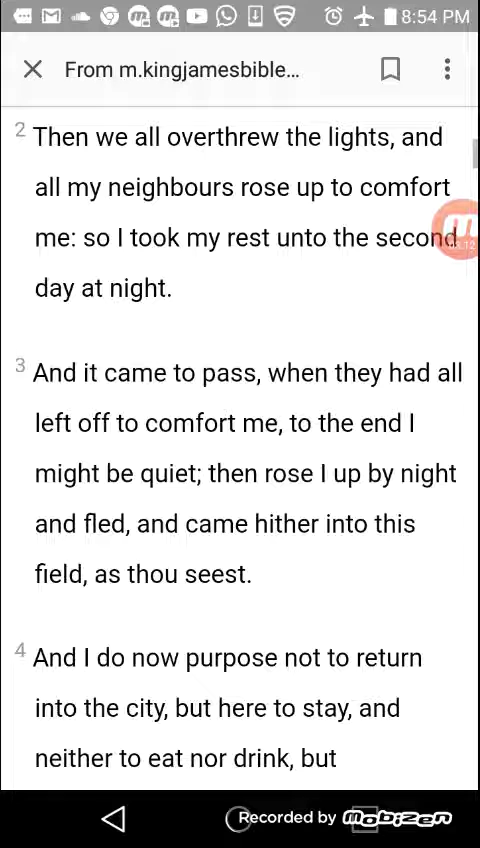 8:54 PM
From m.kingjamesbible...
2 Then we all overthrew the lights, and
all my neighbours rose up to comfort
me: so I took my rest unto the second
day at night.
3 And it came to pass, when they had all
left off to comfort me, to the end I
might be quiet; then rose I up by night
and fled, and came hither into this
field, as thou seest.
4 And I do now purpose not to return
into the city, but here to stay, and
neither to eat nor drink, but
Recorded by Mobizen